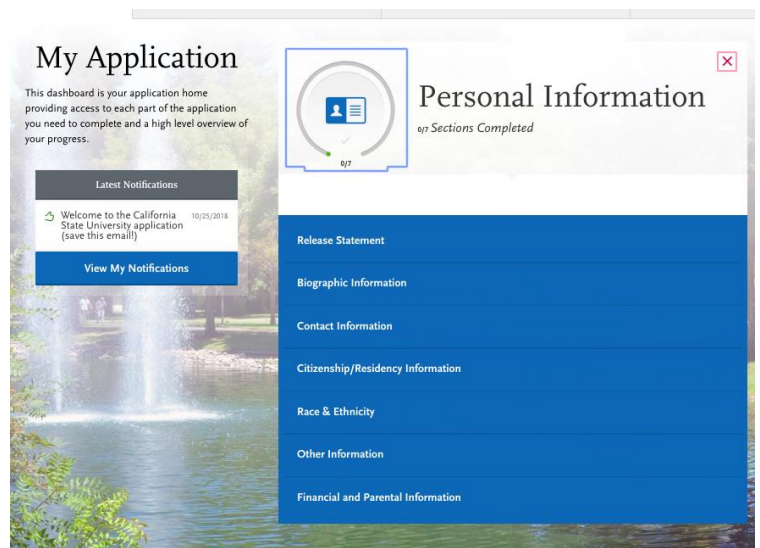 My Application
This dashboard is your application home
providing access to each part of the application
you need to complete and a high level overview of
your progress.
Latest Notifications
Welcome to the California 10/25/2018
State University application
(save this email!)
View My Notifications
0/7
Personal Information
0/7 Sections Completed
Release Statement
Biographic Information
Contact Information
Citizenship/Residency Information
Race & Ethnicity
Other Information
Financial and Parental Information